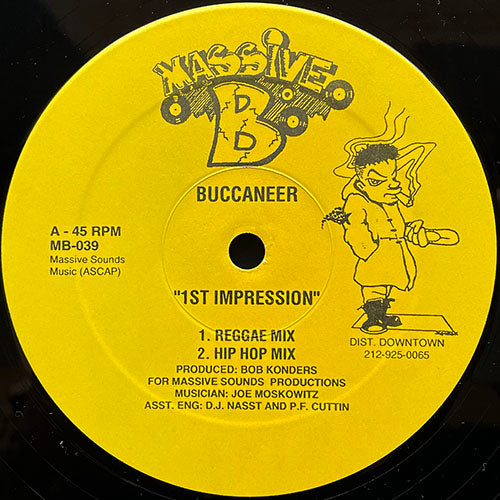 MASSIVE
B
BUCCANEER
A - 45 RPM
MB-039
Massive Sounds
Music (ASCAP)
"1ST IMPRESSION"
1. REGGAE MIX
2. HIP HOP MIX
PRODUCED: BOB KONDERS
FOR MASSIVE SOUNDS PRODUCTIONS
MUSICIAN: JOE MOSKOWITZ
ASST. ENG: D.J. NASST AND P.F. CUTTIN
DIST. DOWNTOWN
212-925-0065